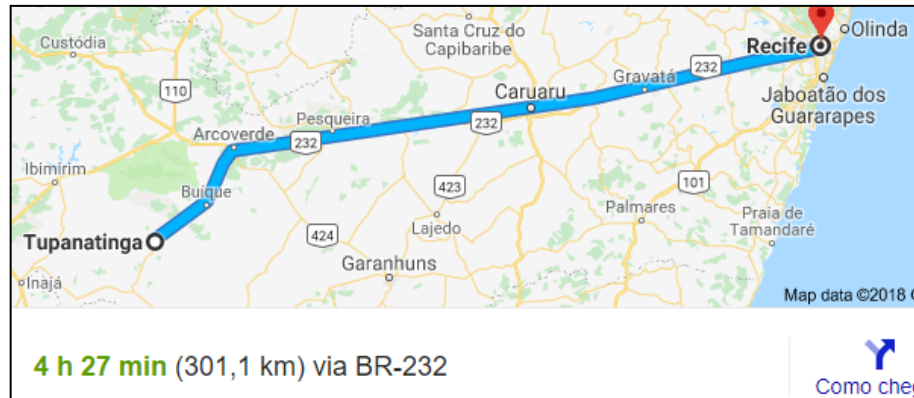 Santa Cruz do
Capibaribe
Olinda
Custódia
Recife
232
Gravatá
110
Caruaru
Jaboatão dos
Guararapes
Pesqueira
232
Arcoverde
232
Ibimirim
101
423
Buíque
Palmares
Praia de
Tamandaré
Lajedo
424
Tupanatinga
Garanhuns
Inajá
Map data ©2018 G
4 h 27 min (301,1 km) via BR-232
Como cheg